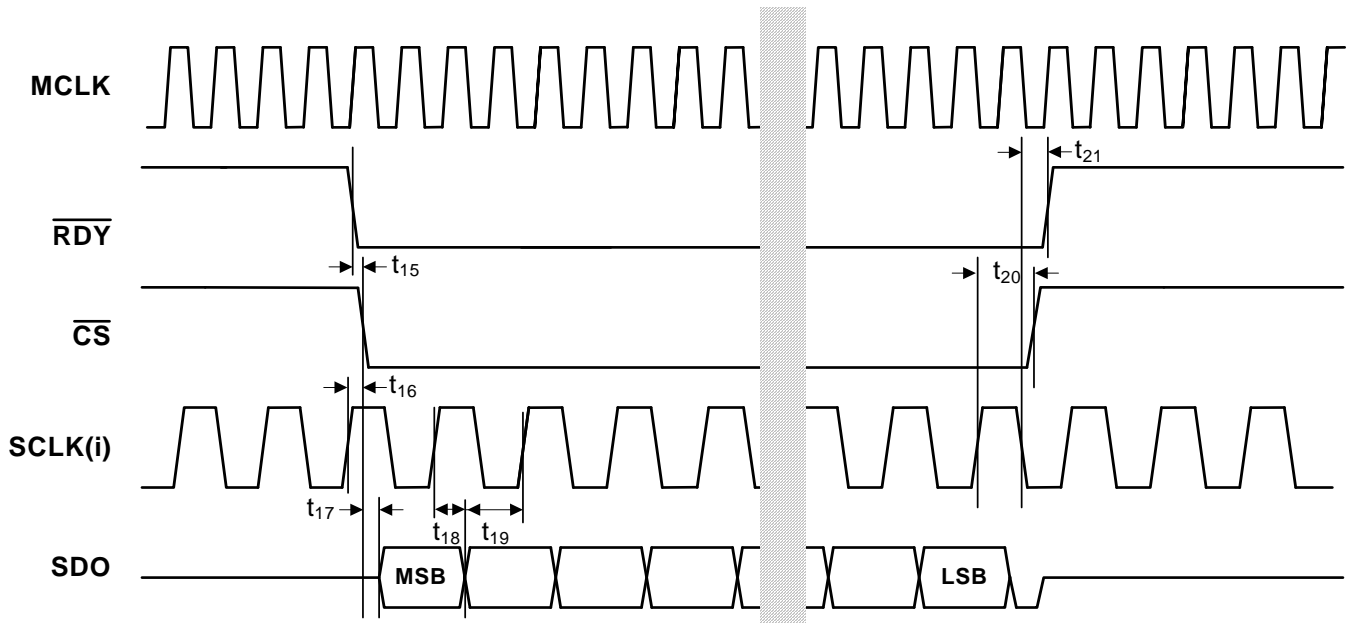 MCLK
t21
RDY
t15
t20
CS
t16
SCLK(i)
t17
t18
t19
SDO
MSB
LSB